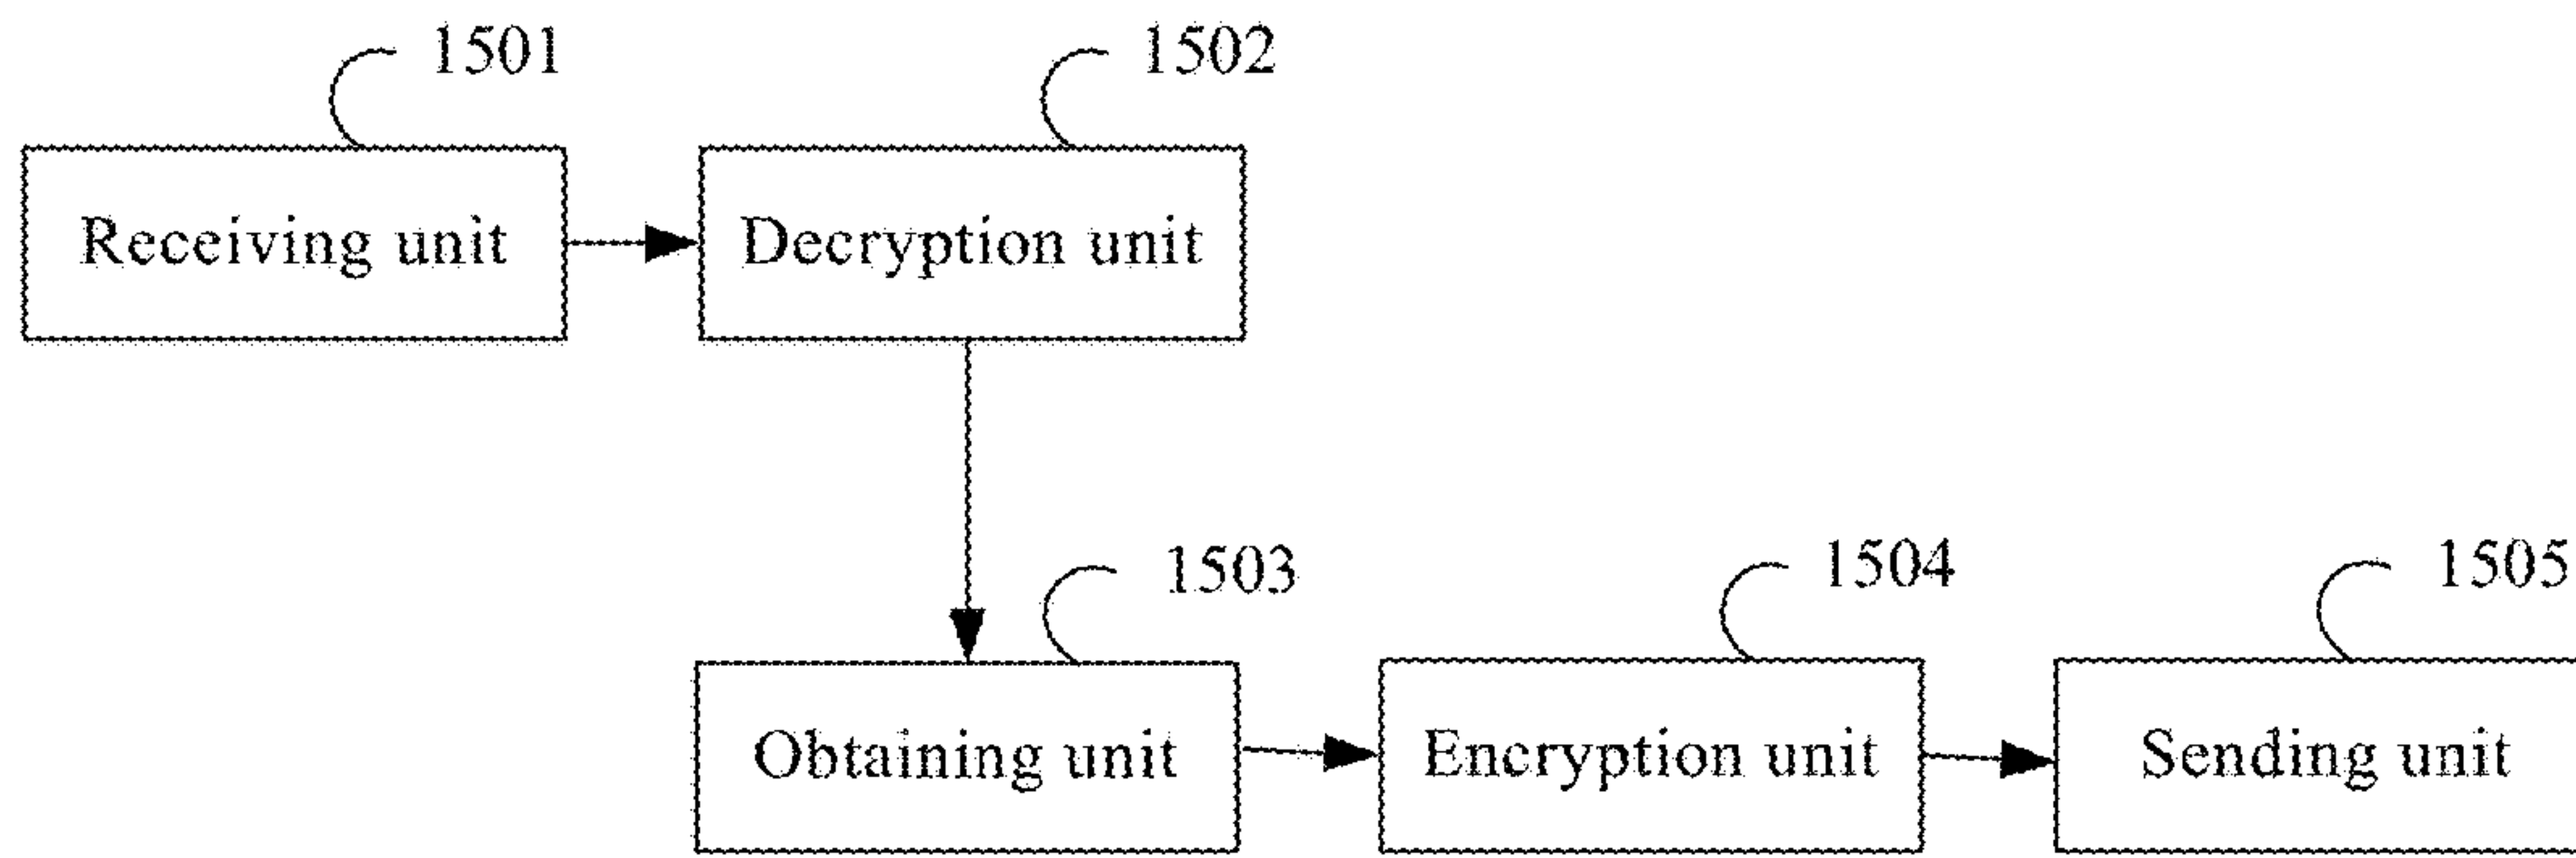 1501
1502
Receiving unit
Decryption unit
1503
1504
1505
Obtaining unit
Encryption unit
Sending unit